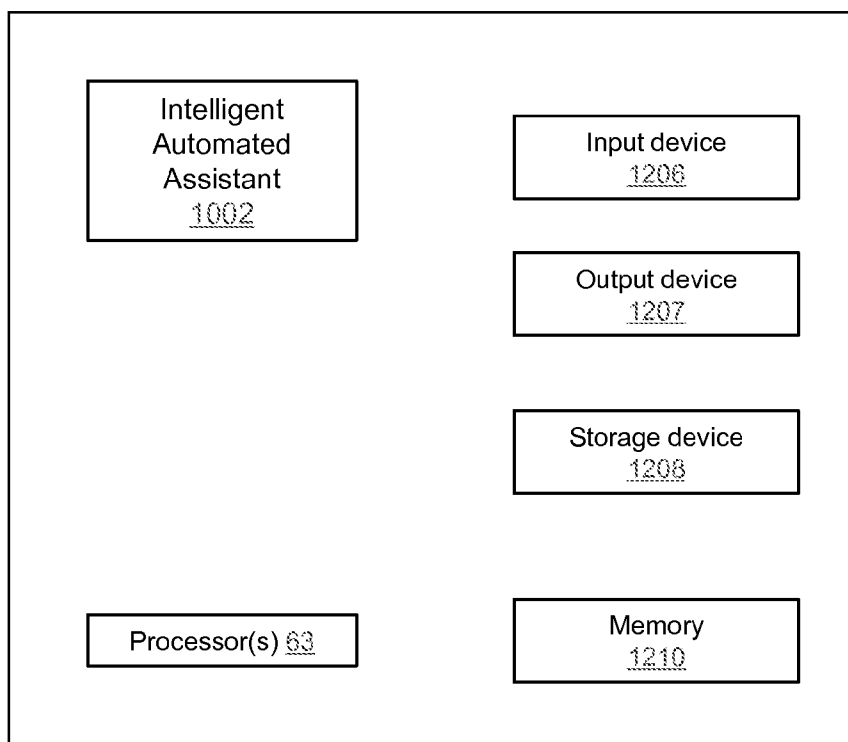 Intelligent
Automated
Assistant
1002
Input device
1206
Output device
1207
Storage device
1208
Processor(s) 63
Memory
1210